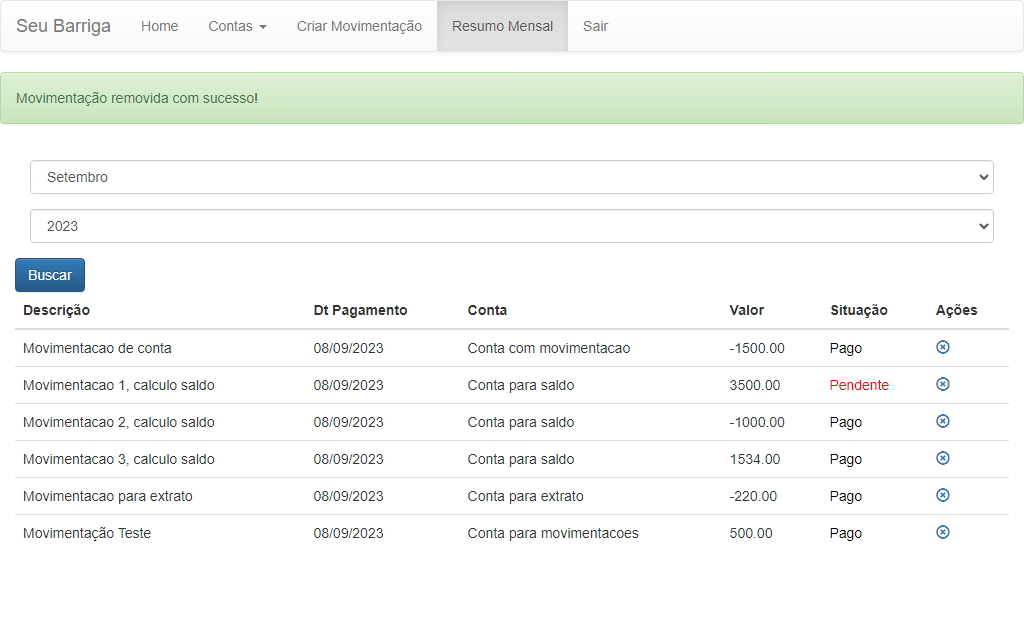 Seu Barriga Home Contas Criar Movimentação Resumo Mensal Sair
Movimentação removida com sucesso!
Setembro
2023
Buscar
Descrição Dt Pagamento Conta Valor Situação Ações
Movimentacao de conta 08/09/2023 Conta com movimentacao -1500.00 Pago
Movimentacao 1, calculo saldo 08/09/2023 Conta para saldo 3500.00 Pendente
Movimentacao 2, calculo saldo 08/09/2023 Conta para saldo -1000.00 Pago
Movimentacao 3, calculo saldo 08/09/2023 Conta para saldo 1534.00 Pago
Movimentacao para extrato 08/09/2023 Conta para extrato -220.00 Pago
Movimentação Teste 08/09/2023 Conta para movimentacoes 500.00 Pago